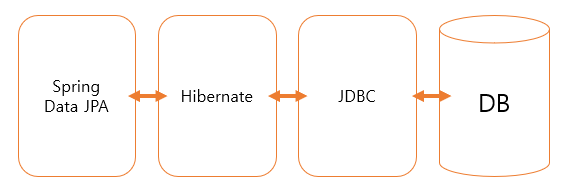 Spring
Data JPA
Hibernate
JDBC
DB